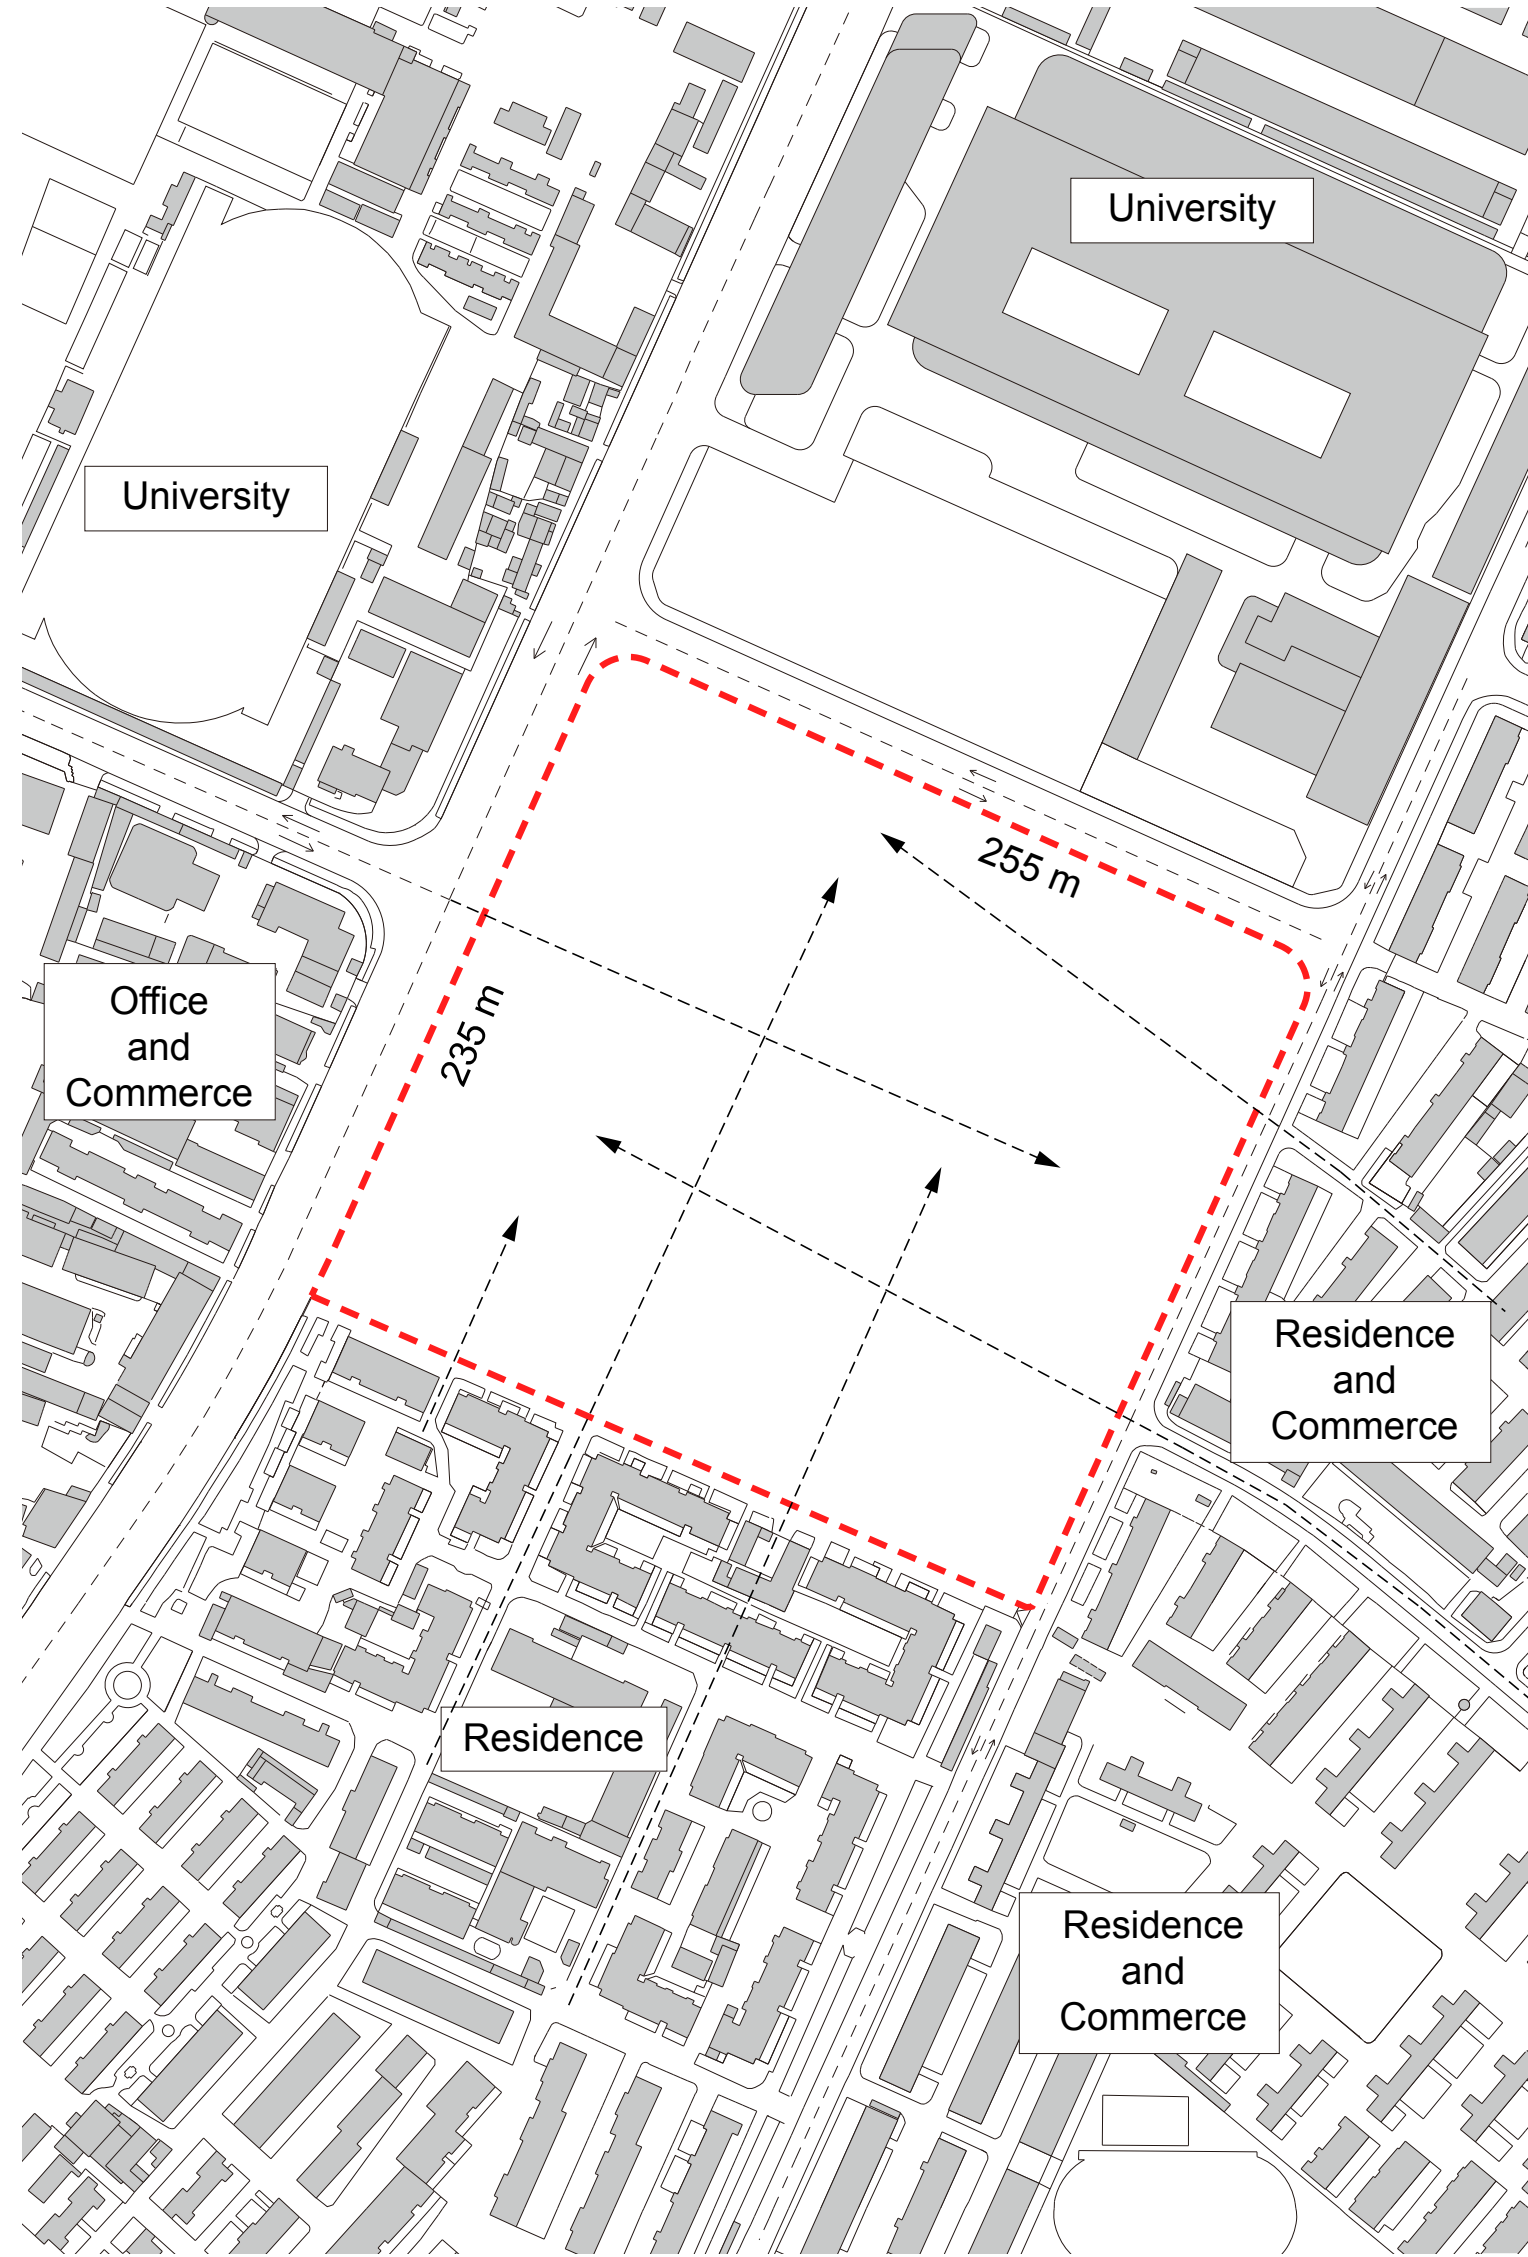 University
University
255 m
235 m
Office
and
Commerce
Residence
and
Commerce
Residence
Residence
and
Commerce